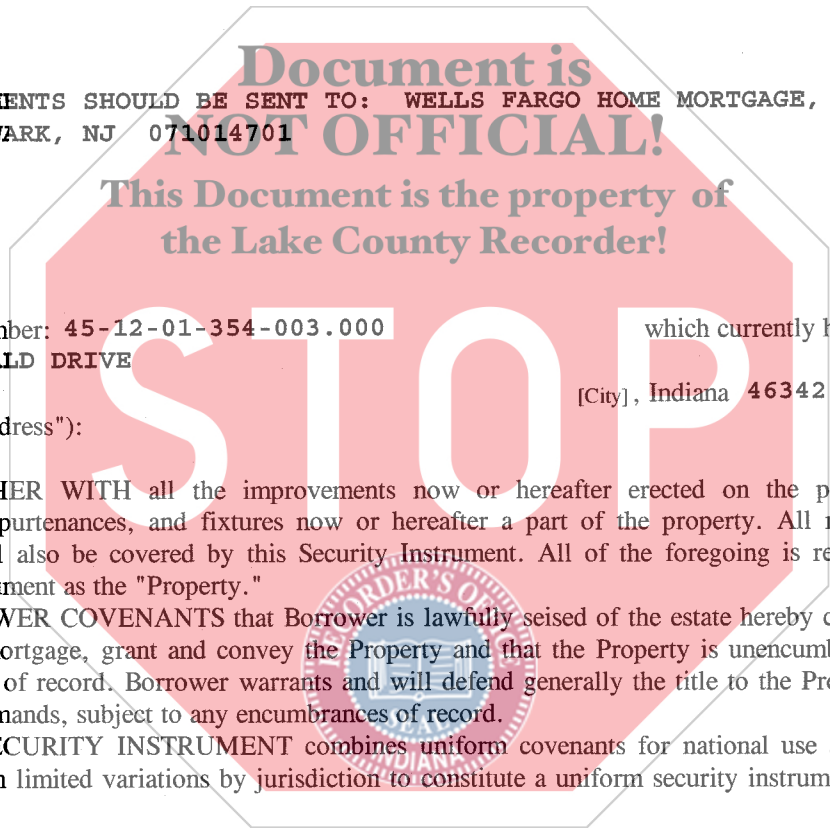 Document is
ENTS SHOULD BE SENT TO: WELLS FARGO HOME MORTGAGE,
ARK, NJ 071014701
NOT OFFICIAL!
This Document is the property of
the Lake County Recorder!
ber: 45-12-01-354-003.000 which currently h
LD DRIVE
STOP
[City], Indiana 46342
dress"):
HER WITH all the improvements now or hereafter erected on the p
purtenances, and fixtures now or hereafter a part of the property. All r
l also be covered by this Security Instrument. All of the foregoing is re
ment as the "Property."
WER COVENANTS that Borrower is lawfully seised of the estate hereby c
ortgage, grant and convey the Property and that the Property is unencumb
of record. Borrower warrants and will defend generally the title to the Pr
mands, subject to any encumbrances of record.
ECURITY INSTRUMENT combines uniform covenants for national use
limited variations by jurisdiction to constitute a uniform security instrum
RECORDER'S OFFICE
SEAL
INDIANA